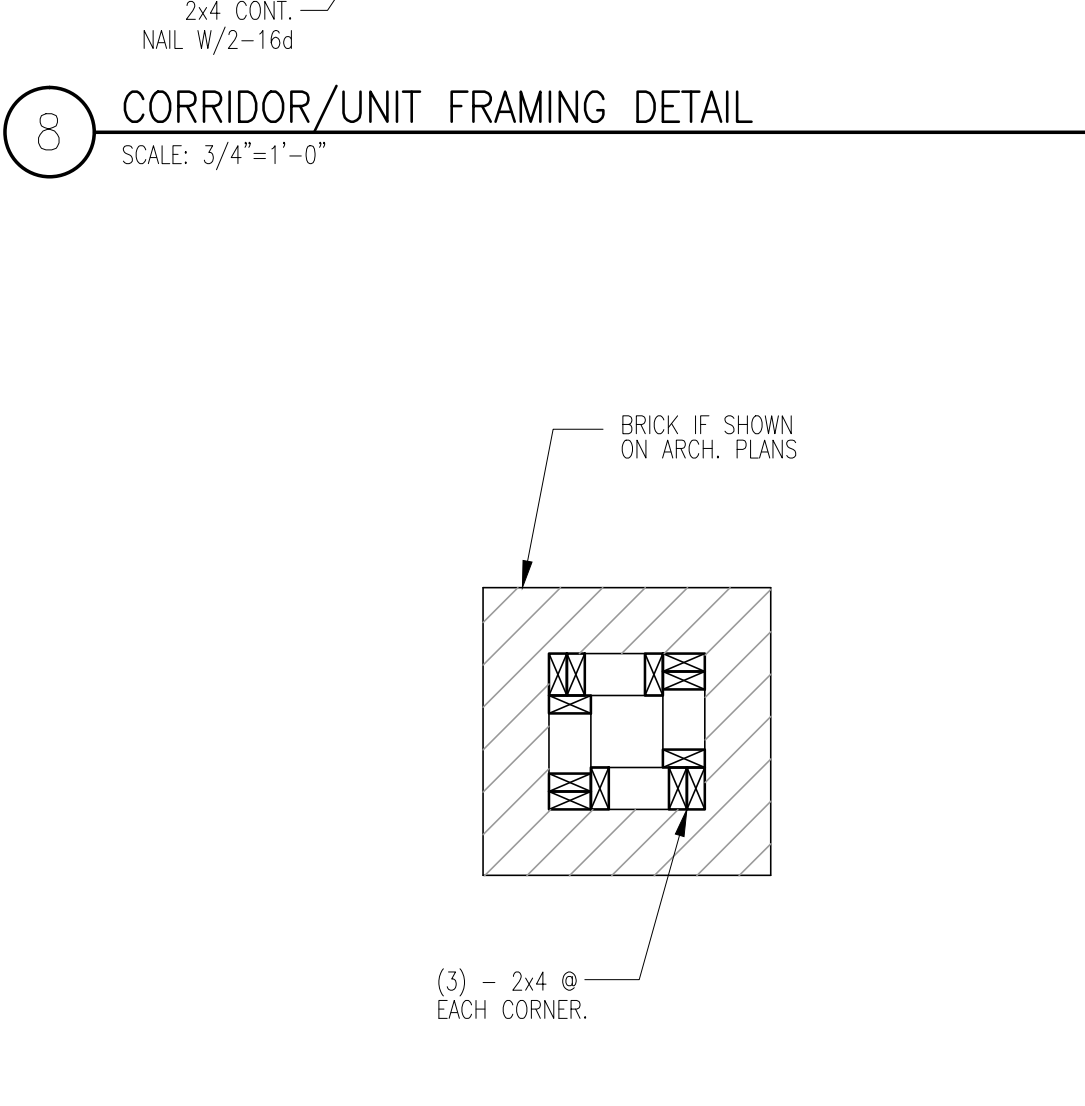 2x4 CONT.
NAIL W/2-16d
8
CORRIDOR/UNIT FRAMING DETAIL
SCALE: 3/4"=1'-0"
BRICK IF SHOWN
ON ARCH. PLANS
(3) - 2x4 @
EACH CORNER.